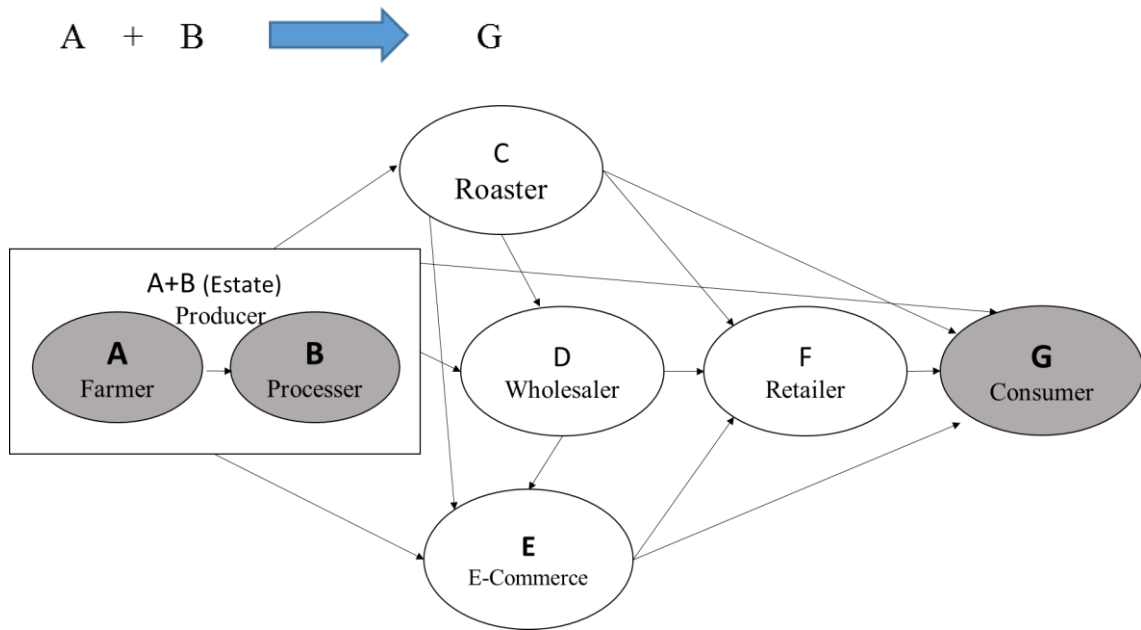 A + B G
C
Roaster
A+B (Estate)
Producer
A
Farmer
B
Processer
D
Wholesaler
F
Retailer
G
Consumer
E
E-Commerce